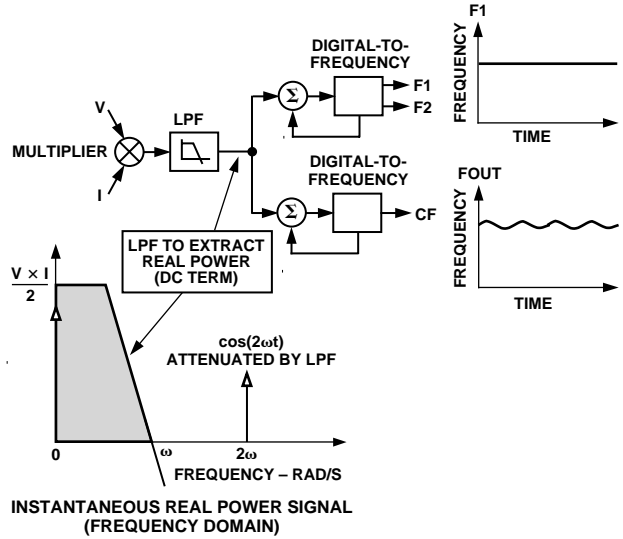 F1
DIGITAL-TO-
FREQUENCY
V
LPF
Σ
F1
F2
FREQUENCY
TIME
MULTIPLIER
I
DIGITAL-TO-
FREQUENCY
Σ
CF
FOUT
FREQUENCY
TIME
LPF TO EXTRACT
REAL POWER
(DC TERM)
V × I
2
cos(2ωt)
ATTENUATED BY LPF
0
ω
2ω
FREQUENCY – RAD/S
INSTANTANEOUS REAL POWER SIGNAL
(FREQUENCY DOMAIN)